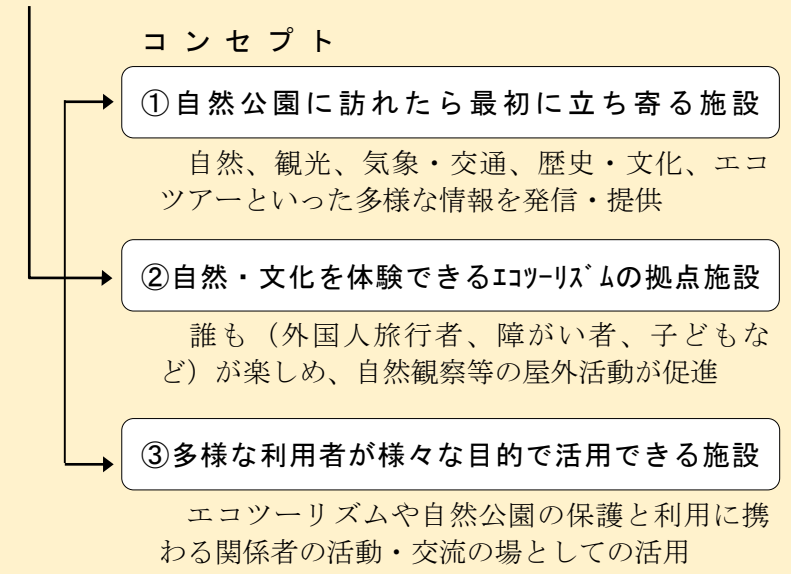 コンセプト
①自然公園に訪れたら最初に立ち寄る施設
自然、観光、気象・交通、歴史・文化、エコ
ツアーといった多様な情報を発信・提供
②自然・文化を体験できるｴｺﾂｰﾘｽﾞﾑの拠点施設
誰も（外国人旅行者、障がい者、子どもな
ど）が楽しめ、自然観察等の屋外活動が促進
③多様な利用者が様々な目的で活用できる施設
エコツーリズムや自然公園の保護と利用に携
わる関係者の活動・交流の場としての活用